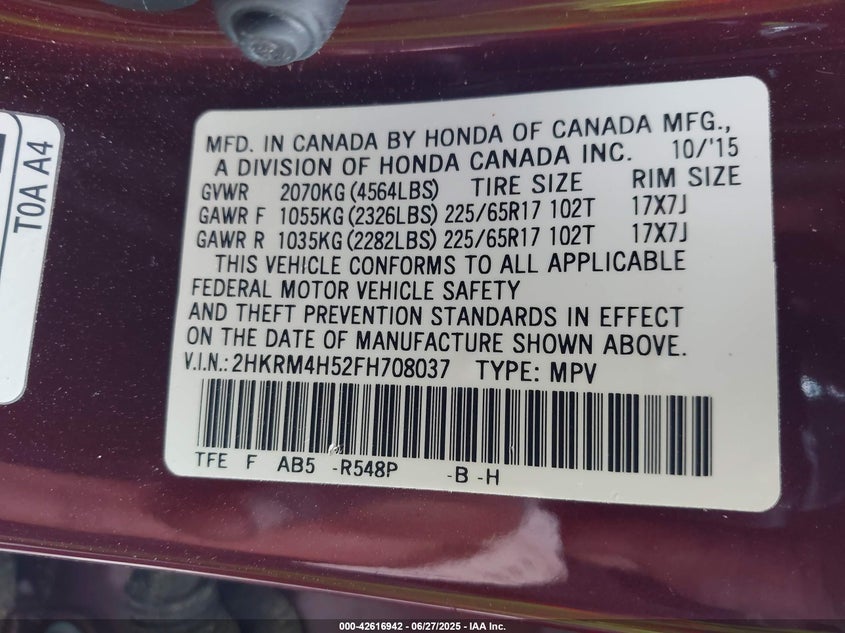 T0A A4
MFD. IN CANADA BY HONDA OF CANADA MFG.,
A DIVISION OF HONDA CANADA INC. 10/'15
GVWR 2070KG (4564LBS) TIRE SIZE RIM SIZE
GAWR F 1055KG (2326LBS) 225/65R17 102T 17X7J
GAWR R 1035KG (2282LBS) 225/65R17 102T 17X7J
THIS VEHICLE CONFORMS TO ALL APPLICABLE
FEDERAL MOTOR VEHICLE SAFETY
AND THEFT PREVENTION STANDARDS IN EFFECT
ON THE DATE OF MANUFACTURE SHOWN ABOVE.
V.I.N.: 2HKRM4H52FH708037 TYPE: MPV
TFE F AB5 -R548P -B -H
000-42616942 - 06/27/2025 - IAA Inc.